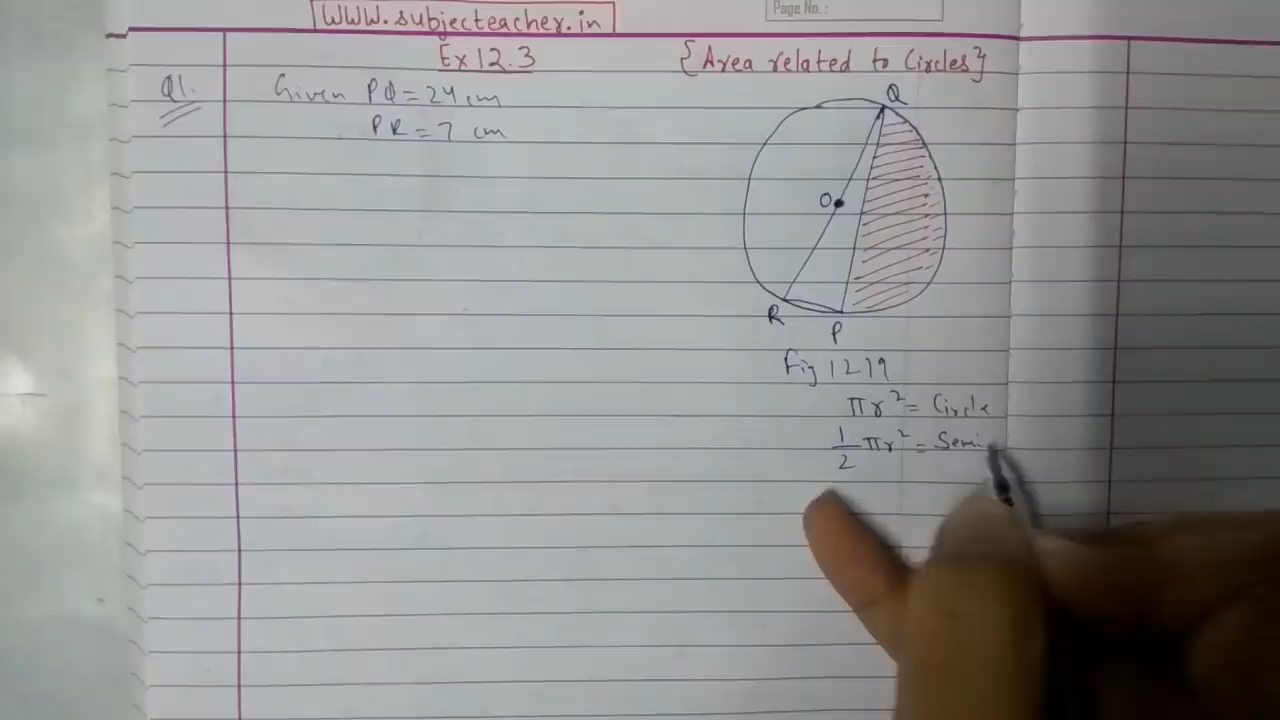 WWW.subjecteacher.in
Page No. :
Ex 12.3
{Area related to Circles}
Q1.
Given PQ = 24 cm
PR = 7 cm
Q
O
R
P
Fig 12 19
πr² = Circle
1/2 πr² = Semi